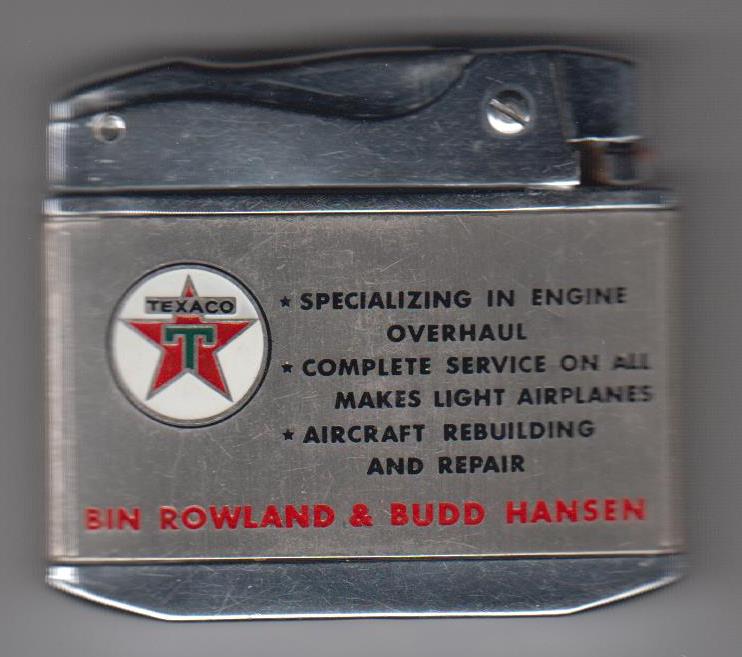 TEXACO
T
★ SPECIALIZING IN ENGINE
OVERHAUL
★ COMPLETE SERVICE ON ALL
MAKES LIGHT AIRPLANES
★ AIRCRAFT REBUILDING
AND REPAIR
BIN ROWLAND & BUDD HANSEN